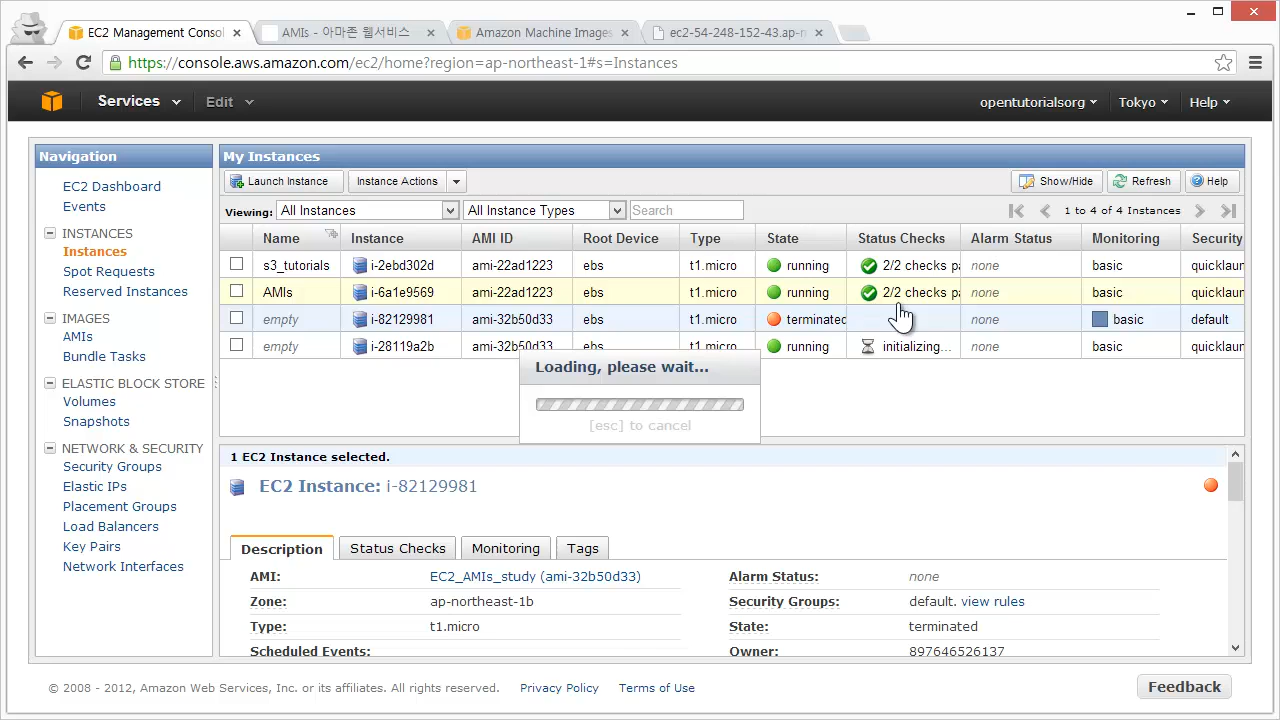 EC2 Management Conso
AMIs - 아마존 웹서비스
Amazon Machine Images
ec2-54-248-152-43.ap-n
https://console.aws.amazon.com/ec2/home?region=ap-northeast-1#s=Instances
Services Edit opentutorialsorg Tokyo Help
Navigation
EC2 Dashboard
Events
INSTANCES
Instances
Spot Requests
Reserved Instances
IMAGES
AMIs
Bundle Tasks
ELASTIC BLOCK STORE
Volumes
Snapshots
NETWORK & SECURITY
Security Groups
Elastic IPs
Placement Groups
Load Balancers
Key Pairs
Network Interfaces
My Instances
Launch Instance Instance Actions Show/Hide Refresh Help
Viewing: All Instances All Instance Types Search 1 to 4 of 4 Instances
Name Instance AMI ID Root Device Type State Status Checks Alarm Status Monitoring Security
s3_tutorials i-2ebd302d ami-22ad1223 ebs t1.micro running 2/2 checks pa none basic quicklaun
AMIs i-6a1e9569 ami-22ad1223 ebs t1.micro running 2/2 checks pa none basic quicklaun
empty i-82129981 ami-32b50d33 ebs t1.micro terminated none basic default
empty i-28119a2b ami-32b50d33 ebs t1.micro running initializing... none basic quicklaun
Loading, please wait...
[esc] to cancel
1 EC2 Instance selected.
EC2 Instance: i-82129981
Description Status Checks Monitoring Tags
AMI: EC2_AMIs_study (ami-32b50d33) Alarm Status: none
Zone: ap-northeast-1b Security Groups: default. view rules
Type: t1.micro State: terminated
Scheduled Events: Owner: 897646526137
© 2008 - 2012, Amazon Web Services, Inc. or its affiliates. All rights reserved. Privacy Policy Terms of Use Feedback